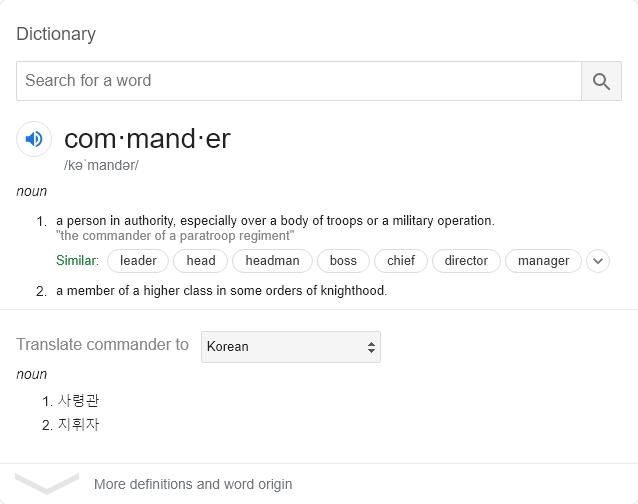 Dictionary
Search for a word
com·mand·er
/kəˈmandər/
noun
1. a person in authority, especially over a body of troops or a military operation.
"the commander of a paratroop regiment"
Similar: leader head headman boss chief director manager
2. a member of a higher class in some orders of knighthood.
Translate commander to Korean
noun
1. 사령관
2. 지휘자
More definitions and word origin